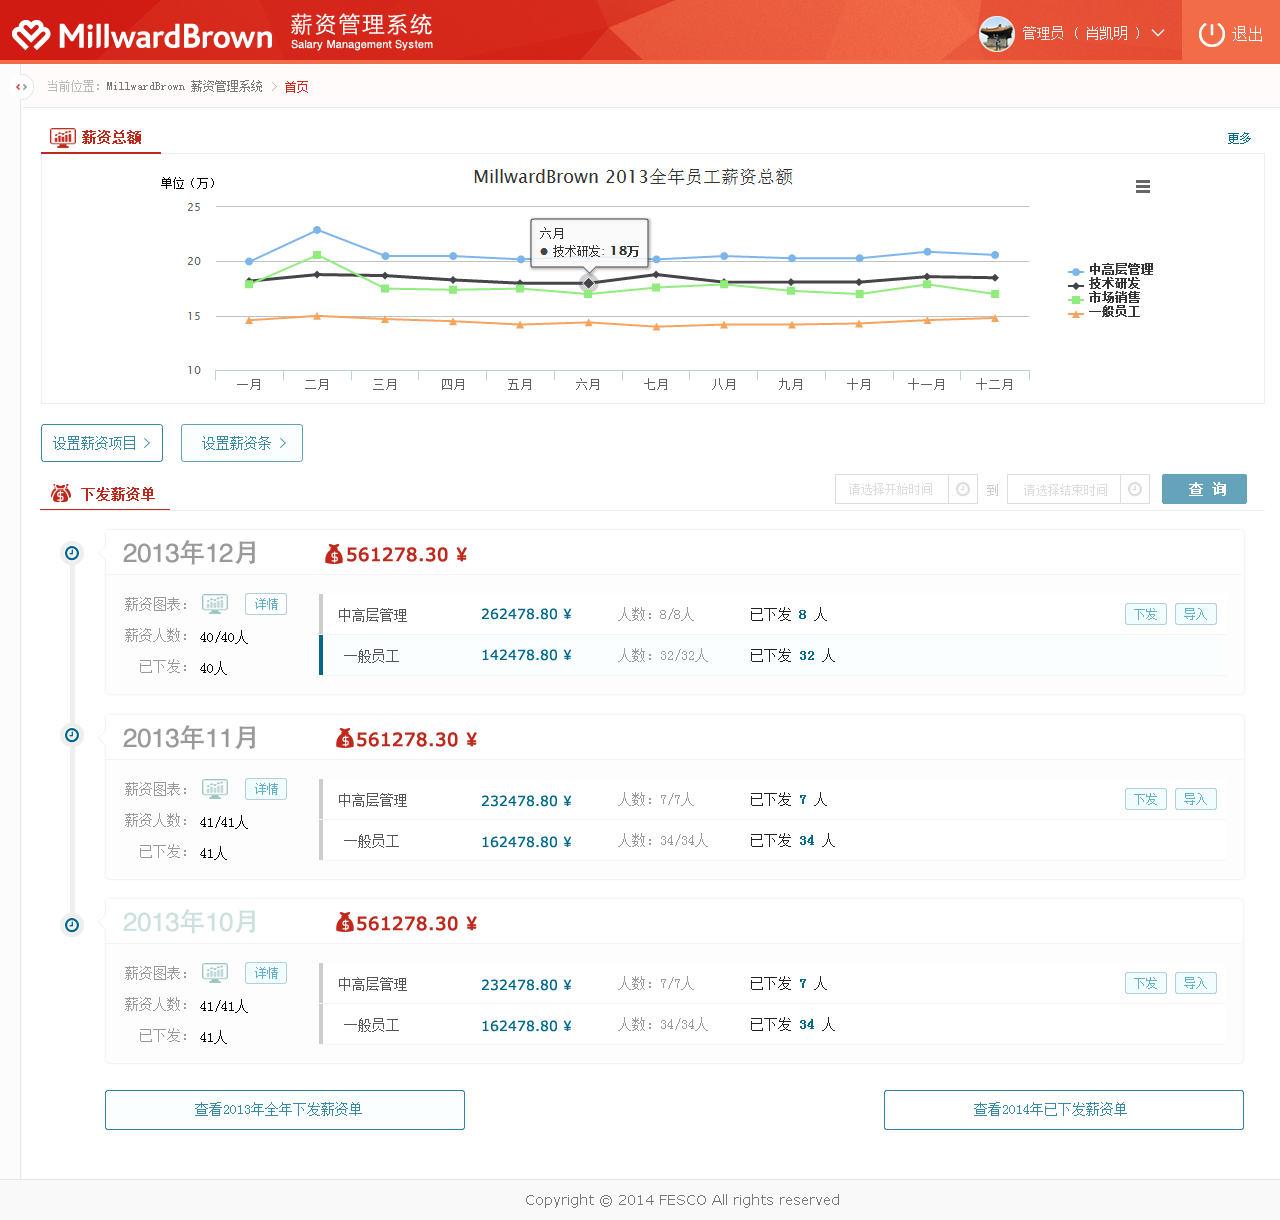 MillwardBrown 薪资管理系统
Salary Management System
管理员 （ 肖凯明 ） 退出
当前位置：MillwardBrown 薪资管理系统 > 首页
薪资总额 更多
单位（万） MillwardBrown 2013全年员工薪资总额
25
20
15
10
六月
● 技术研发: 18万
中高层管理
技术研发
市场销售
一般员工
一月 二月 三月 四月 五月 六月 七月 八月 九月 十月 十一月 十二月
设置薪资项目 > 设置薪资条 >
下发薪资单 请选择开始时间 到 请选择结束时间 查 询
2013年12月 561278.30 ¥
薪资图表： 详情
薪资人数： 40/40人
已下发： 40人
中高层管理 262478.80 ¥ 人数：8/8人 已下发 8 人 下发 导入
一般员工 142478.80 ¥ 人数：32/32人 已下发 32 人
2013年11月 561278.30 ¥
薪资图表： 详情
薪资人数： 41/41人
已下发： 41人
中高层管理 232478.80 ¥ 人数：7/7人 已下发 7 人 下发 导入
一般员工 162478.80 ¥ 人数：34/34人 已下发 34 人
2013年10月 561278.30 ¥
薪资图表： 详情
薪资人数： 41/41人
已下发： 41人
中高层管理 232478.80 ¥ 人数：7/7人 已下发 7 人 下发 导入
一般员工 162478.80 ¥ 人数：34/34人 已下发 34 人
查看2013年全年下发薪资单 查看2014年已下发薪资单
Copyright © 2014 FESCO All rights reserved